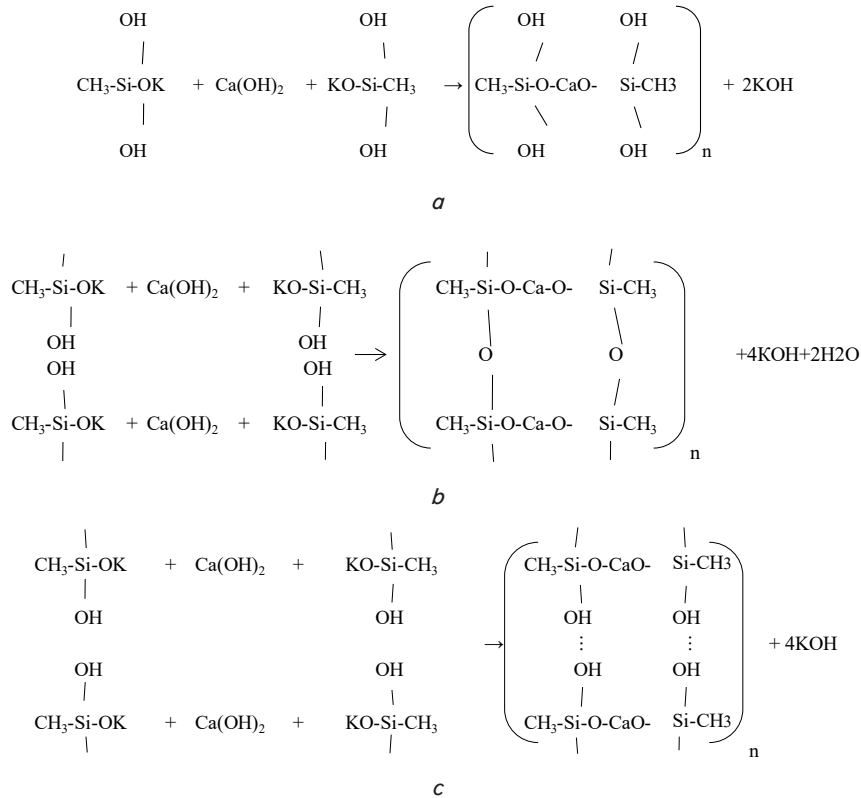 OH OH OH OH
CH₃-Si-OK + Ca(OH)₂ + KO-Si-CH₃ → CH₃-Si-O-CaO- Si-CH3 + 2KOH
OH OH OH OH n
a
CH₃-Si-OK + Ca(OH)₂ + KO-Si-CH₃ CH₃-Si-O-Ca-O- Si-CH₃
OH OH
→ O O +4KOH+2H2O
OH OH
CH₃-Si-OK + Ca(OH)₂ + KO-Si-CH₃ CH₃-Si-O-Ca-O- Si-CH₃
n
b
CH₃-Si-OK + Ca(OH)₂ + KO-Si-CH₃ CH₃-Si-O-CaO- Si-CH3
OH OH OH OH
→ ⋮ ⋮ + 4KOH
OH OH OH OH
CH₃-Si-OK + Ca(OH)₂ + KO-Si-CH₃ CH₃-Si-O-CaO- Si-CH3
n
c